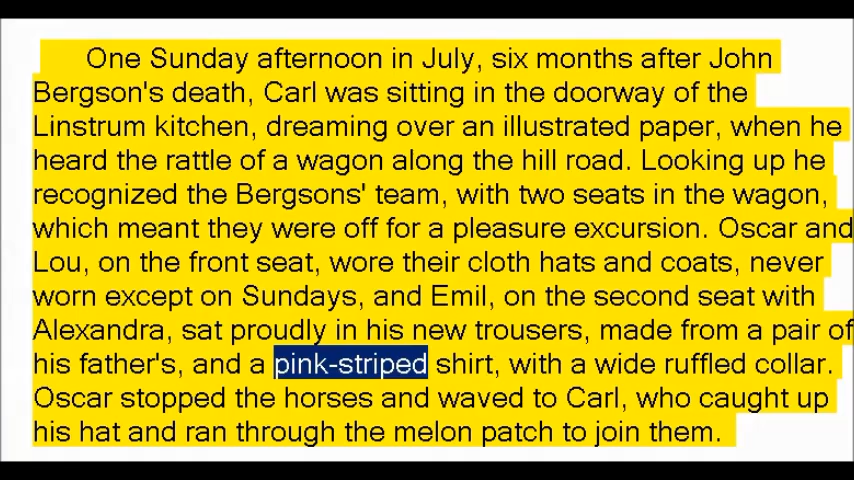 One Sunday afternoon in July, six months after John
Bergson's death, Carl was sitting in the doorway of the
Linstrum kitchen, dreaming over an illustrated paper, when he
heard the rattle of a wagon along the hill road. Looking up he
recognized the Bergsons' team, with two seats in the wagon,
which meant they were off for a pleasure excursion. Oscar and
Lou, on the front seat, wore their cloth hats and coats, never
worn except on Sundays, and Emil, on the second seat with
Alexandra, sat proudly in his new trousers, made from a pair of
his father's, and a pink-striped shirt, with a wide ruffled collar.
Oscar stopped the horses and waved to Carl, who caught up
his hat and ran through the melon patch to join them.